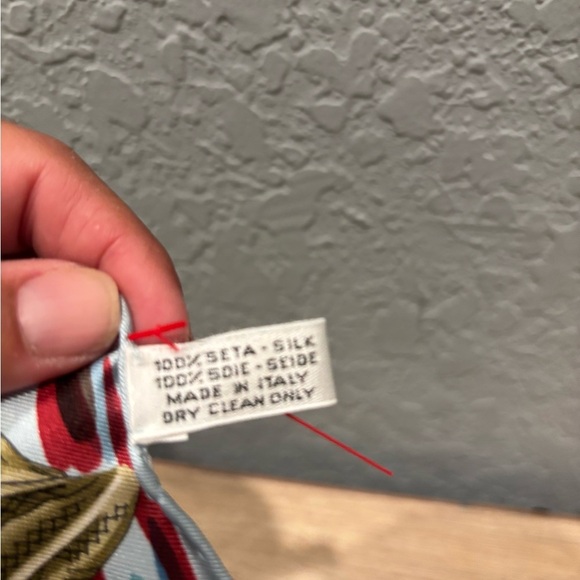 100% SETA - SILK
100% SOIE - SEIDE
MADE IN ITALY
DRY CLEAN ONLY